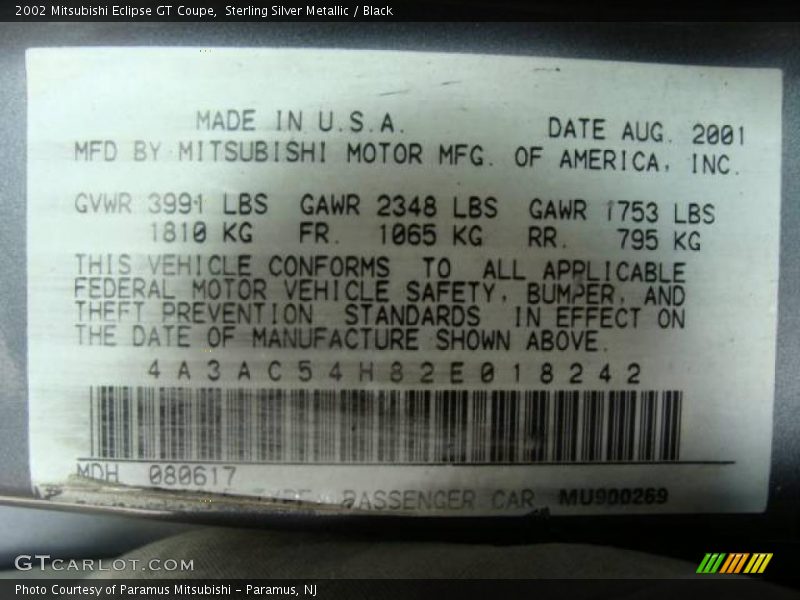 2002 Mitsubishi Eclipse GT Coupe,  Sterling Silver Metallic / Black
MADE IN U.S.A. DATE AUG. 2001
MFD BY MITSUBISHI MOTOR MFG. OF AMERICA, INC.
GVWR 3991 LBS GAWR 2348 LBS GAWR 1753 LBS
1810 KG FR. 1065 KG RR. 795 KG
THIS VEHICLE CONFORMS TO ALL APPLICABLE
FEDERAL MOTOR VEHICLE SAFETY, BUMPER, AND
THEFT PREVENTION STANDARDS IN EFFECT ON
THE DATE OF MANUFACTURE SHOWN ABOVE.
4A3AC54H82E018242
MDH 080617
TYPE PASSENGER CAR MU900269
GTCARLOT.COM
Photo Courtesy of Paramus Mitsubishi - Paramus, NJ